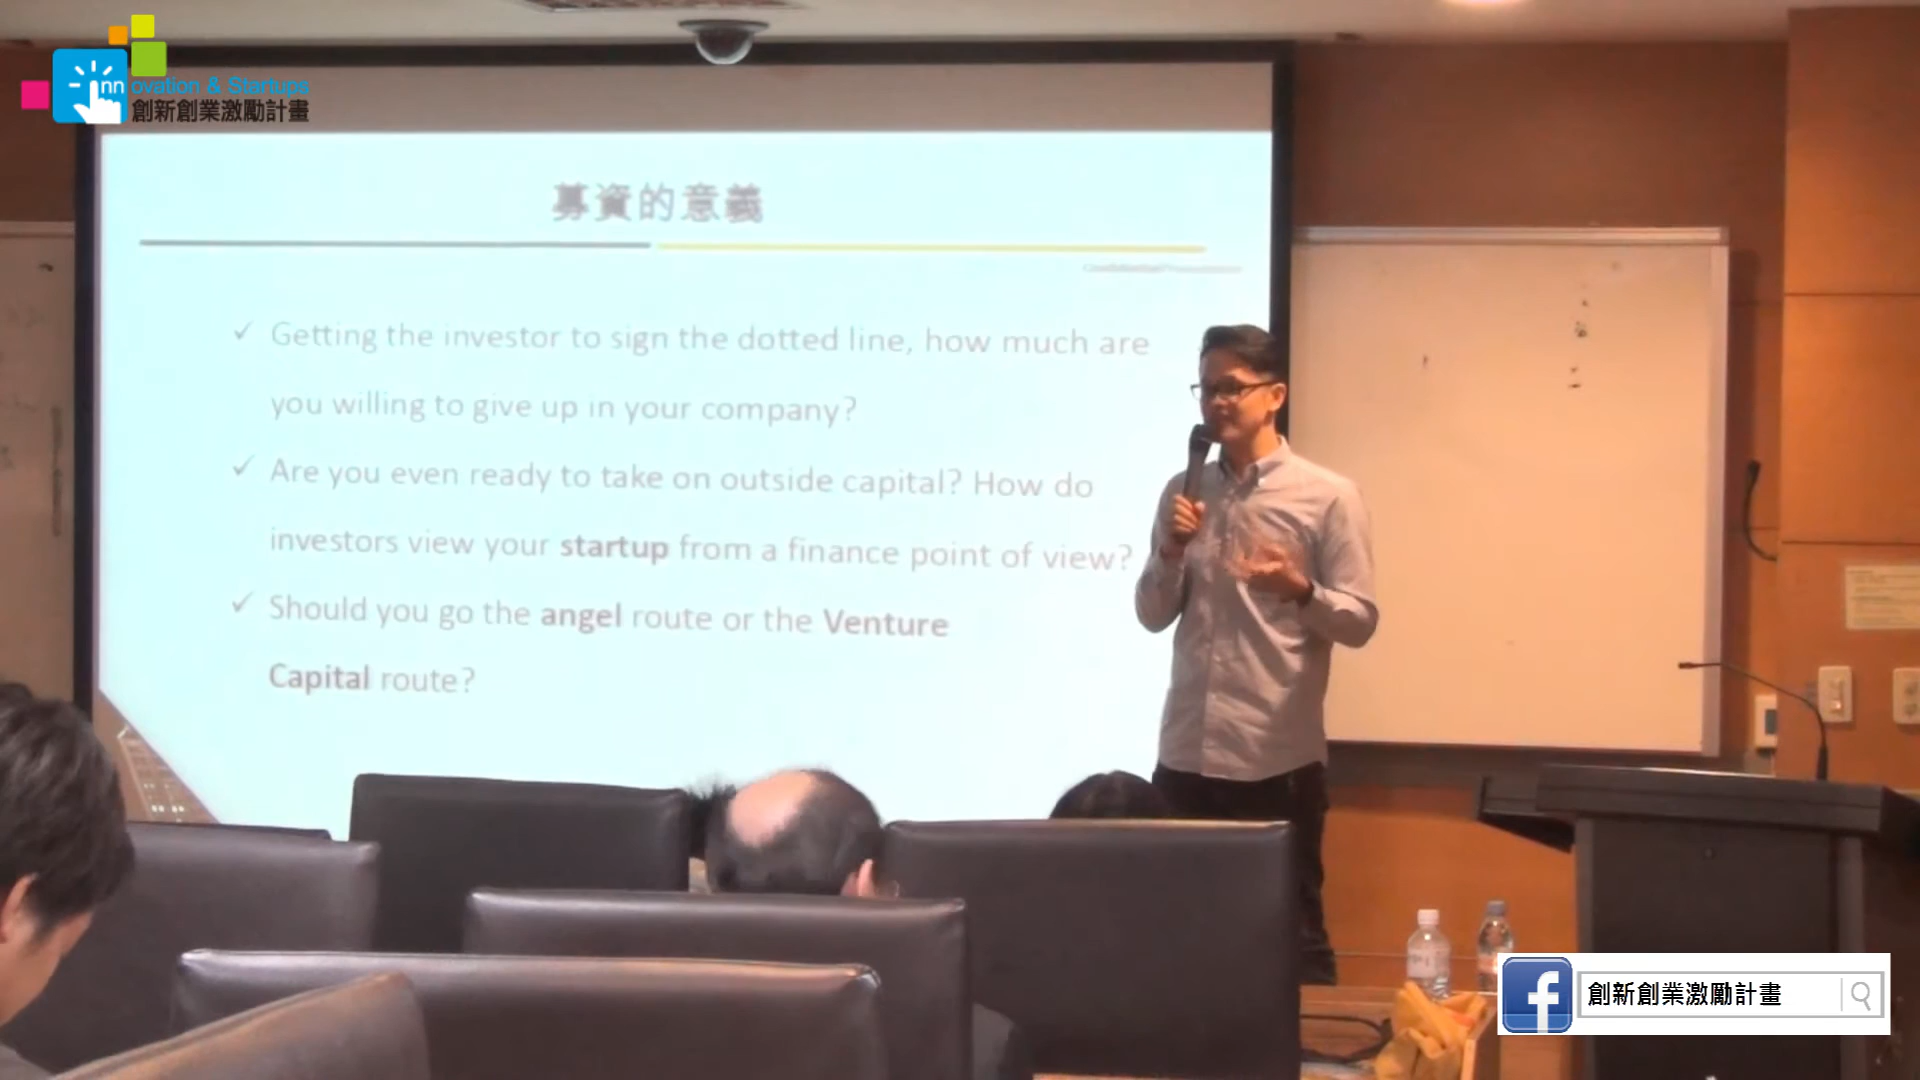 innovation & Startups
創新創業激勵計畫
募資的意義
✓ Getting the investor to sign the dotted line, how much are
you willing to give up in your company?
✓ Are you even ready to take on outside capital? How do
investors view your startup from a finance point of view?
✓ Should you go the angel route or the Venture
Capital route?
f 創新創業激勵計畫